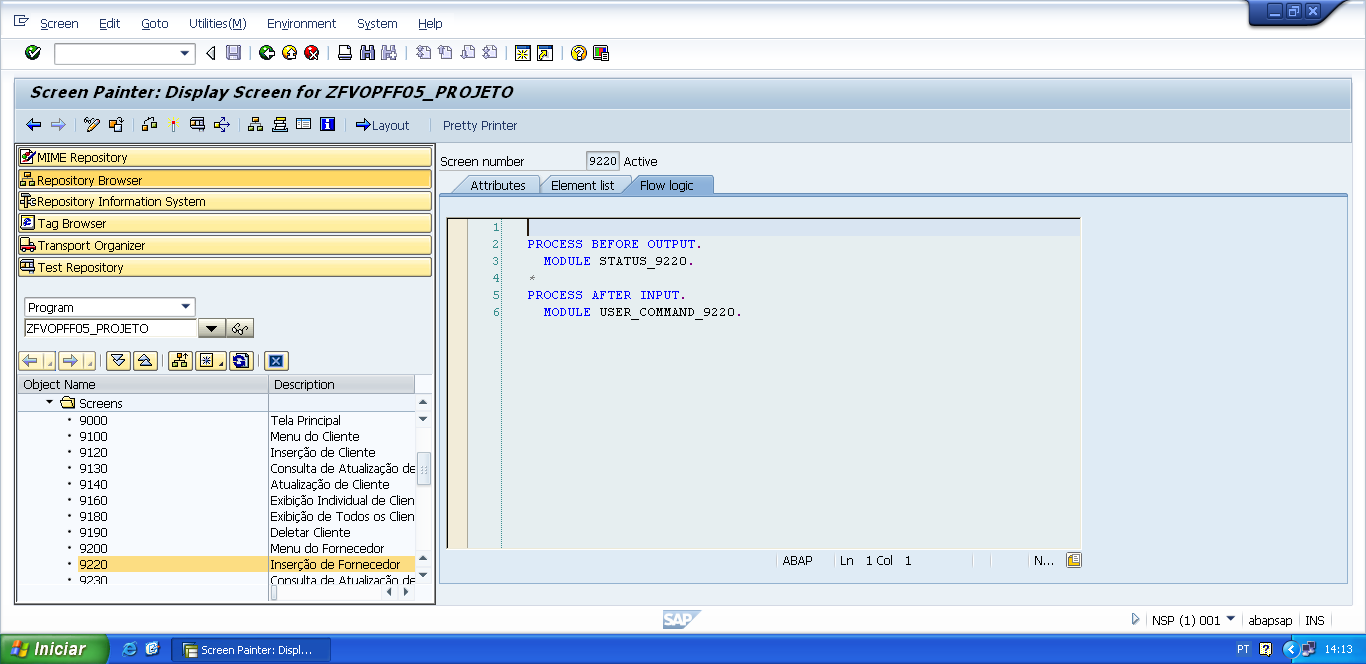 Screen Edit Goto Utilities(M) Environment System Help
Screen Painter: Display Screen for ZFVOPFF05_PROJETO
Layout Pretty Printer
MIME Repository
Repository Browser
Repository Information System
Tag Browser
Transport Organizer
Test Repository
Program
ZFVOPFF05_PROJETO
Object Name Description
Screens
9000 Tela Principal
9100 Menu do Cliente
9120 Inserção de Cliente
9130 Consulta de Atualização de
9140 Atualização de Cliente
9160 Exibição Individual de Clien
9180 Exibição de Todos os Clien
9190 Deletar Cliente
9200 Menu do Fornecedor
9220 Inserção de Fornecedor
9230 Consulta de Atualização de
Screen number 9220 Active
Attributes Element list Flow logic
1
2 PROCESS BEFORE OUTPUT.
3 MODULE STATUS_9220.
4 *
5 PROCESS AFTER INPUT.
6 MODULE USER_COMMAND_9220.
ABAP Ln 1 Col 1 N...
SAP
NSP (1) 001 abapsap INS
Iniciar Screen Painter: Displ... PT 14:13